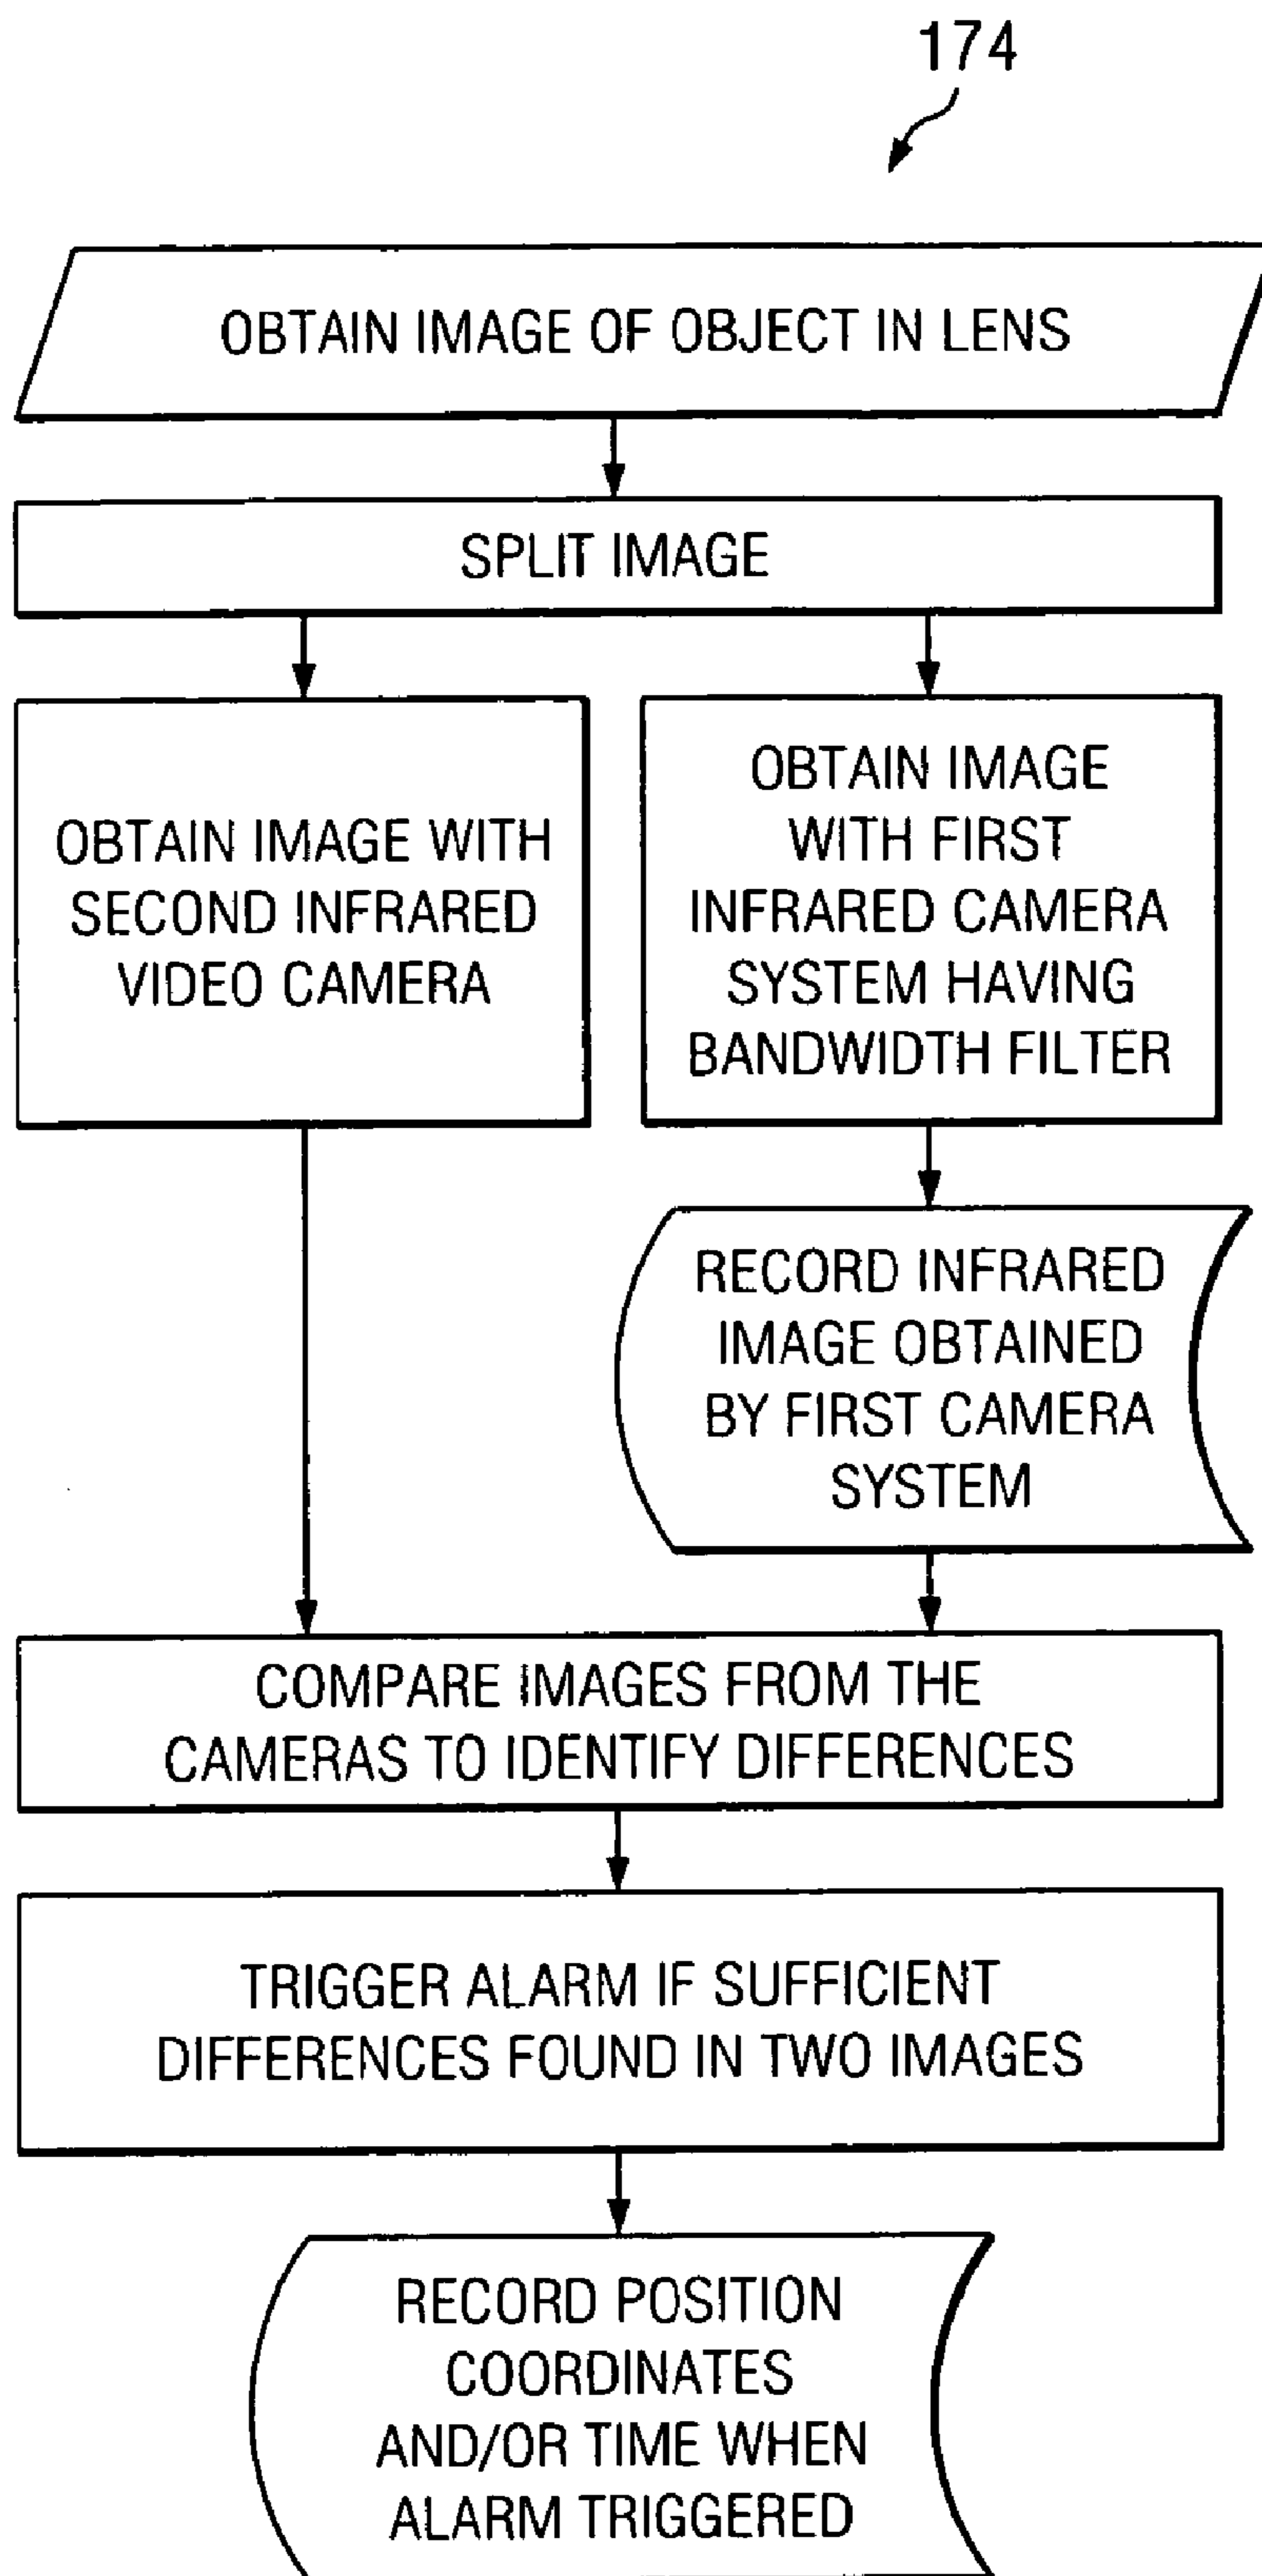 174
OBTAIN IMAGE OF OBJECT IN LENS
SPLIT IMAGE
OBTAIN IMAGE WITH
SECOND INFRARED
VIDEO CAMERA
OBTAIN IMAGE
WITH FIRST
INFRARED CAMERA
SYSTEM HAVING
BANDWIDTH FILTER
RECORD INFRARED
IMAGE OBTAINED
BY FIRST CAMERA
SYSTEM
COMPARE IMAGES FROM THE
CAMERAS TO IDENTIFY DIFFERENCES
TRIGGER ALARM IF SUFFICIENT
DIFFERENCES FOUND IN TWO IMAGES
RECORD POSITION
COORDINATES
AND/OR TIME WHEN
ALARM TRIGGERED